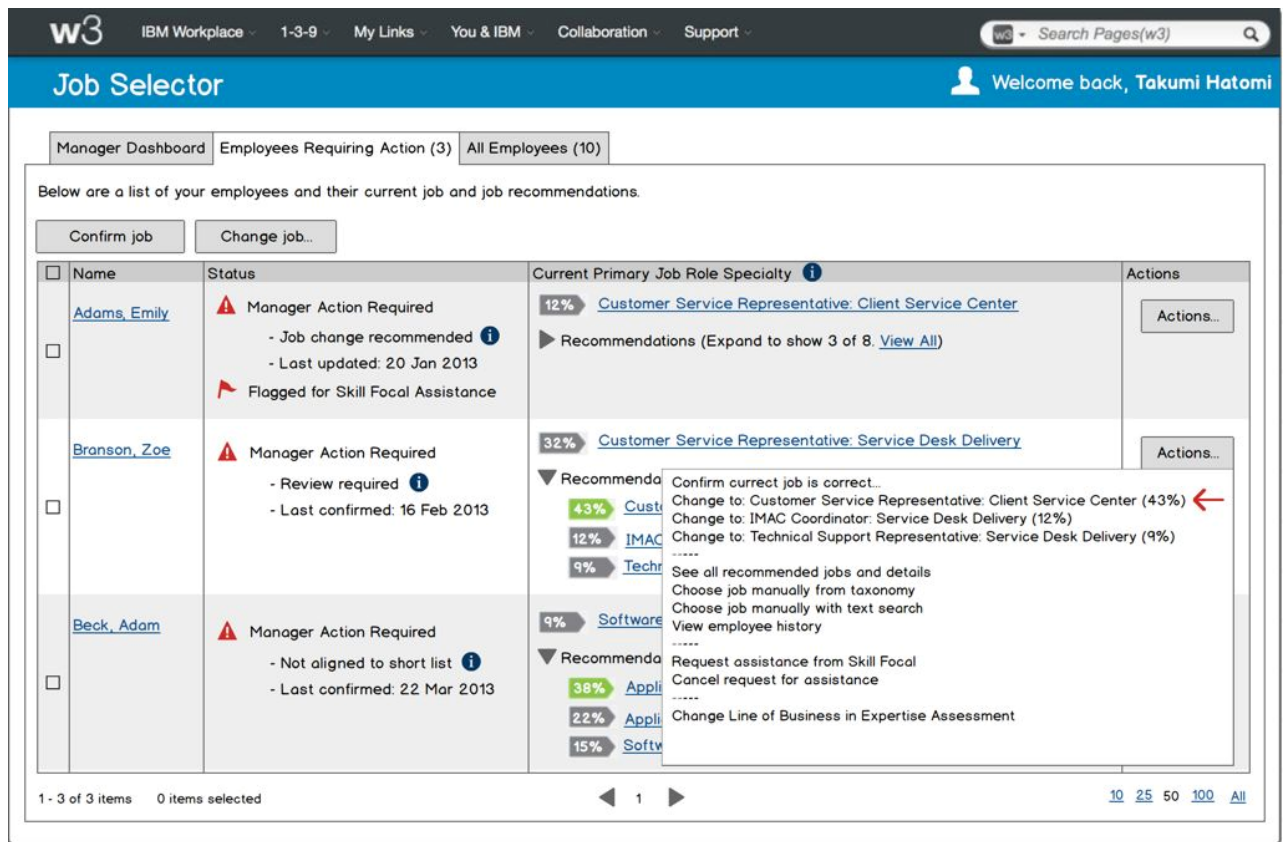 w3 IBM Workplace 1-3-9 My Links You & IBM Collaboration Support w3 Search Pages(w3)
Job Selector Welcome back, Takumi Hatomi
Manager Dashboard Employees Requiring Action (3) All Employees (10)
Below are a list of your employees and their current job and job recommendations.
Confirm job Change job...
Name Status Current Primary Job Role Specialty i Actions
Adams, Emily
Manager Action Required
- Job change recommended i
- Last updated: 20 Jan 2013
Flagged for Skill Focal Assistance
12% Customer Service Representative: Client Service Center
Recommendations (Expand to show 3 of 8. View All)
Actions...
Branson, Zoe
Manager Action Required
- Review required i
- Last confirmed: 16 Feb 2013
32% Customer Service Representative: Service Desk Delivery
Recommenda
43% Custo
12% IMAC
9% Techn
Actions...
Confirm currect job is correct...
Change to: Customer Service Representative: Client Service Center (43%)
Change to: IMAC Coordinator: Service Desk Delivery (12%)
Change to: Technical Support Representative: Service Desk Delivery (9%)
-----
See all recommended jobs and details
Choose job manually from taxonomy
Choose job manually with text search
View employee history
-----
Request assistance from Skill Focal
Cancel request for assistance
-----
Change Line of Business in Expertise Assessment
Beck, Adam
Manager Action Required
- Not aligned to short list i
- Last confirmed: 22 Mar 2013
9% Software
Recommenda
38% Appli
22% Appli
15% Softw
1 - 3 of 3 items 0 items selected 1 10 25 50 100 All